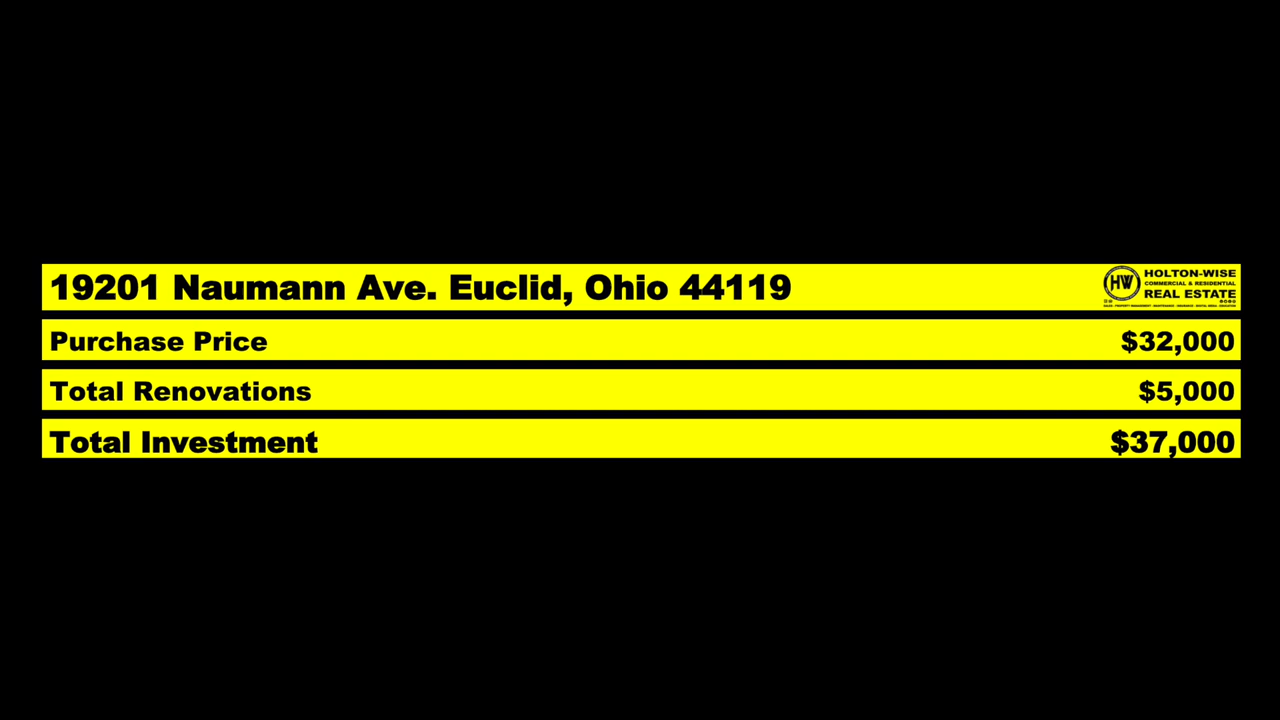 19201 Naumann Ave. Euclid, Ohio 44119
HW
HOLTON-WISE
COMMERCIAL & RESIDENTIAL
REAL ESTATE
Purchase Price $32,000
Total Renovations $5,000
Total Investment $37,000